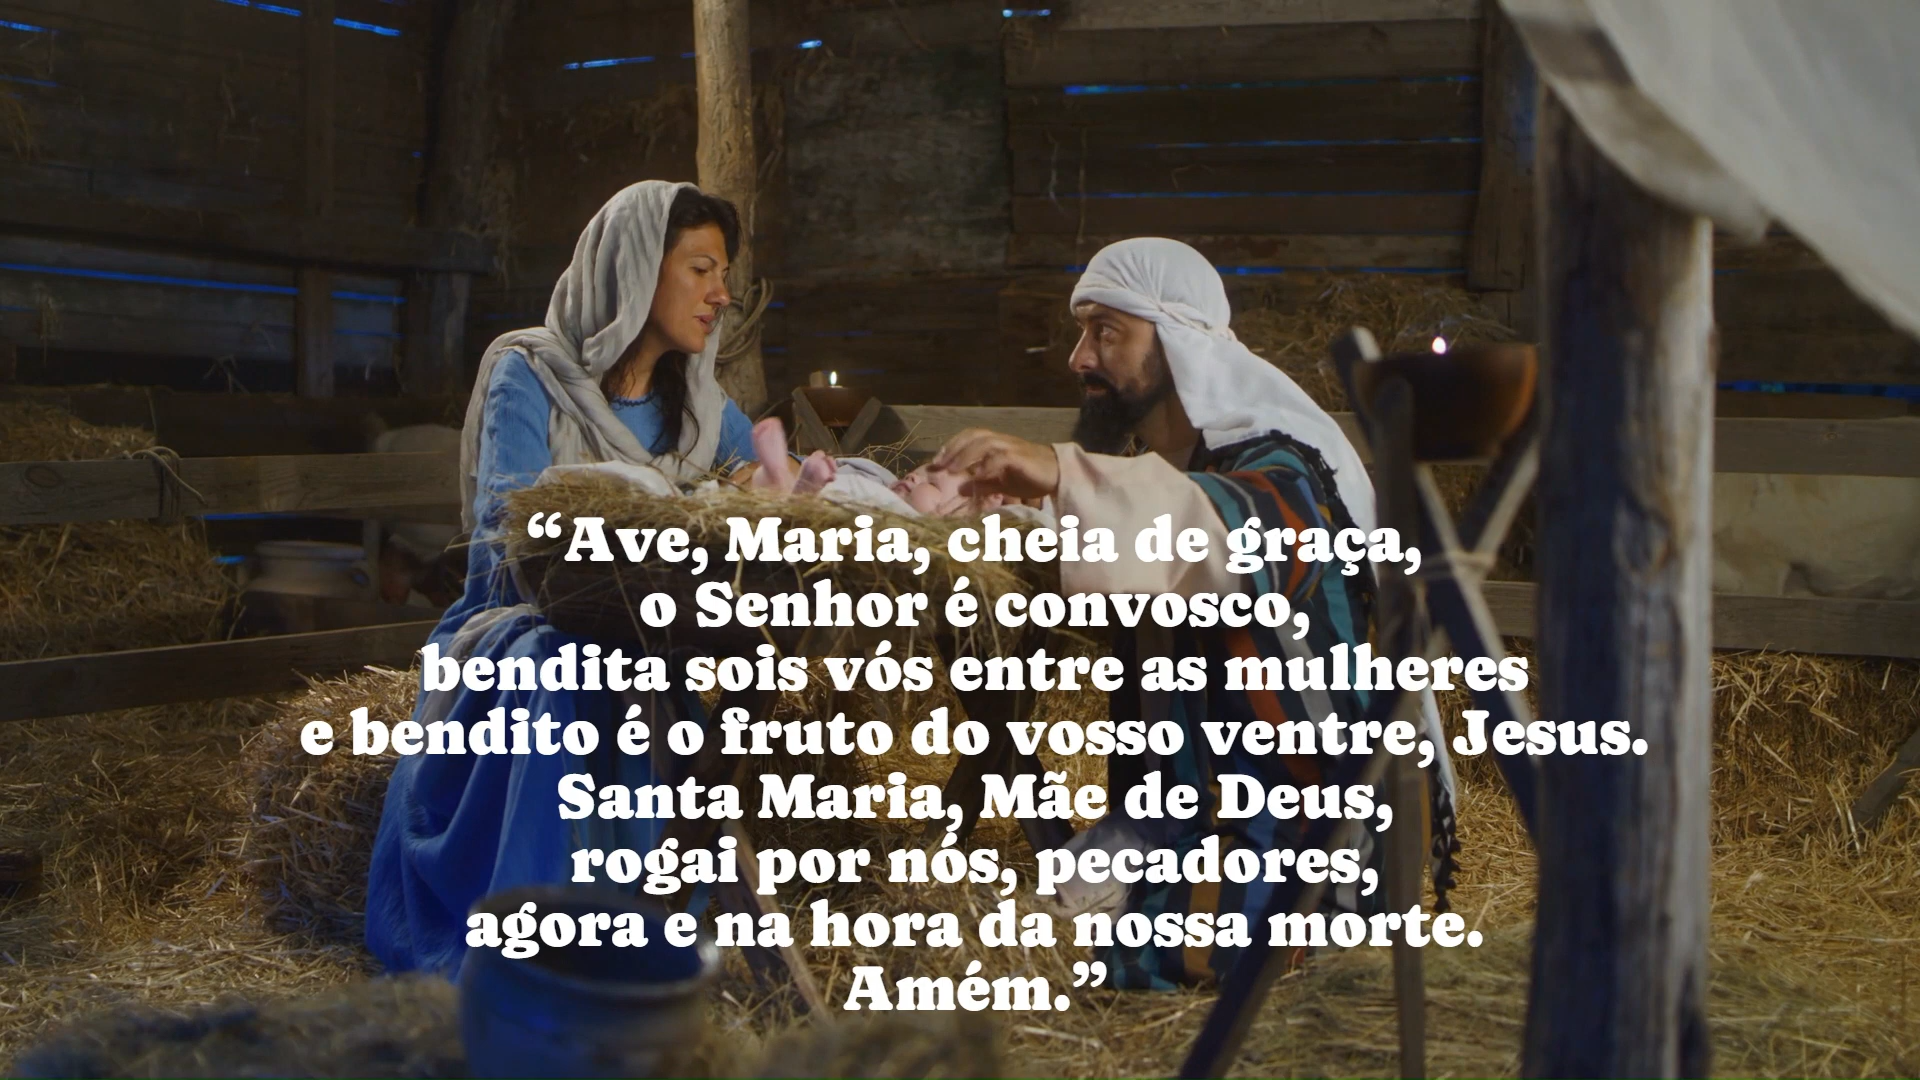 “Ave, Maria, cheia de graça,
o Senhor é convosco,
bendita sois vós entre as mulheres
e bendito é o fruto do vosso ventre, Jesus.
Santa Maria, Mãe de Deus,
rogai por nós, pecadores,
agora e na hora da nossa morte.
Amém.”